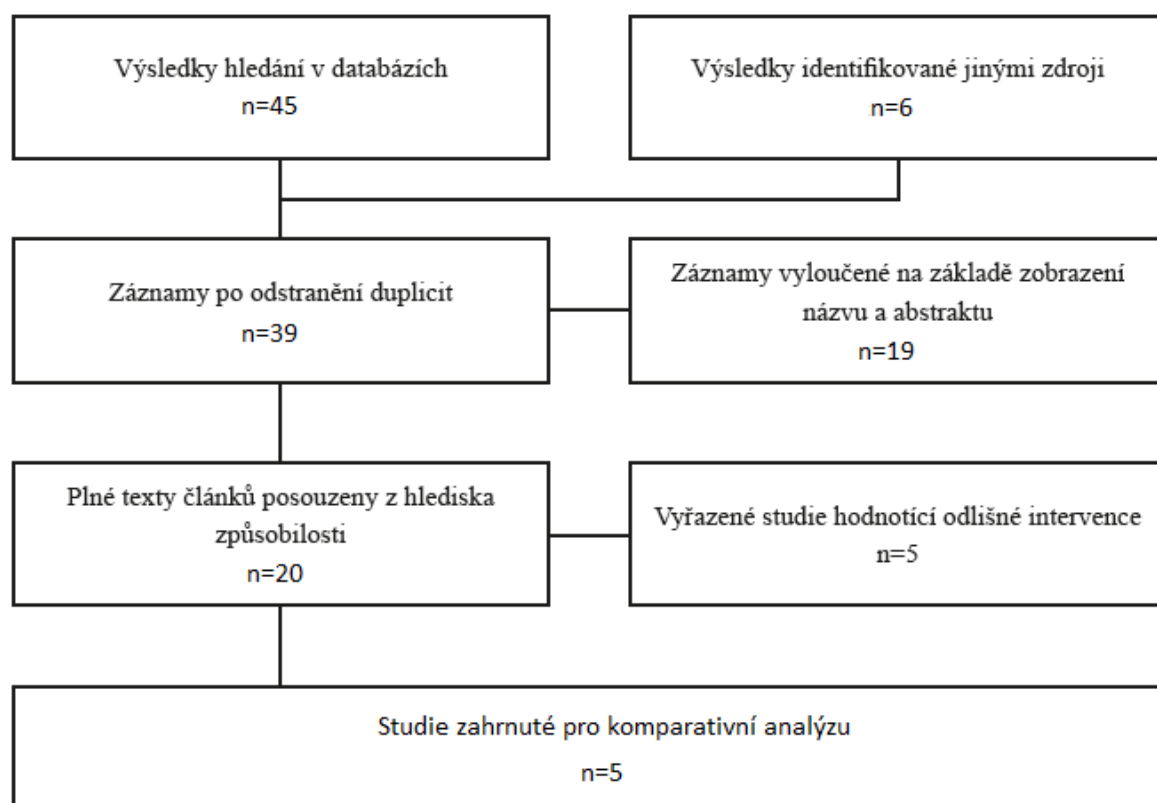 Výsledky hledání v databázích
n=45
Výsledky identifikované jinými zdroji
n=6
Záznamy po odstranění duplicit
n=39
Záznamy vyloučené na základě zobrazení
názvu a abstraktu
n=19
Plné texty článků posouzeny z hlediska
způsobilosti
n=20
Vyřazené studie hodnotící odlišné intervence
n=5
Studie zahrnuté pro komparativní analýzu
n=5